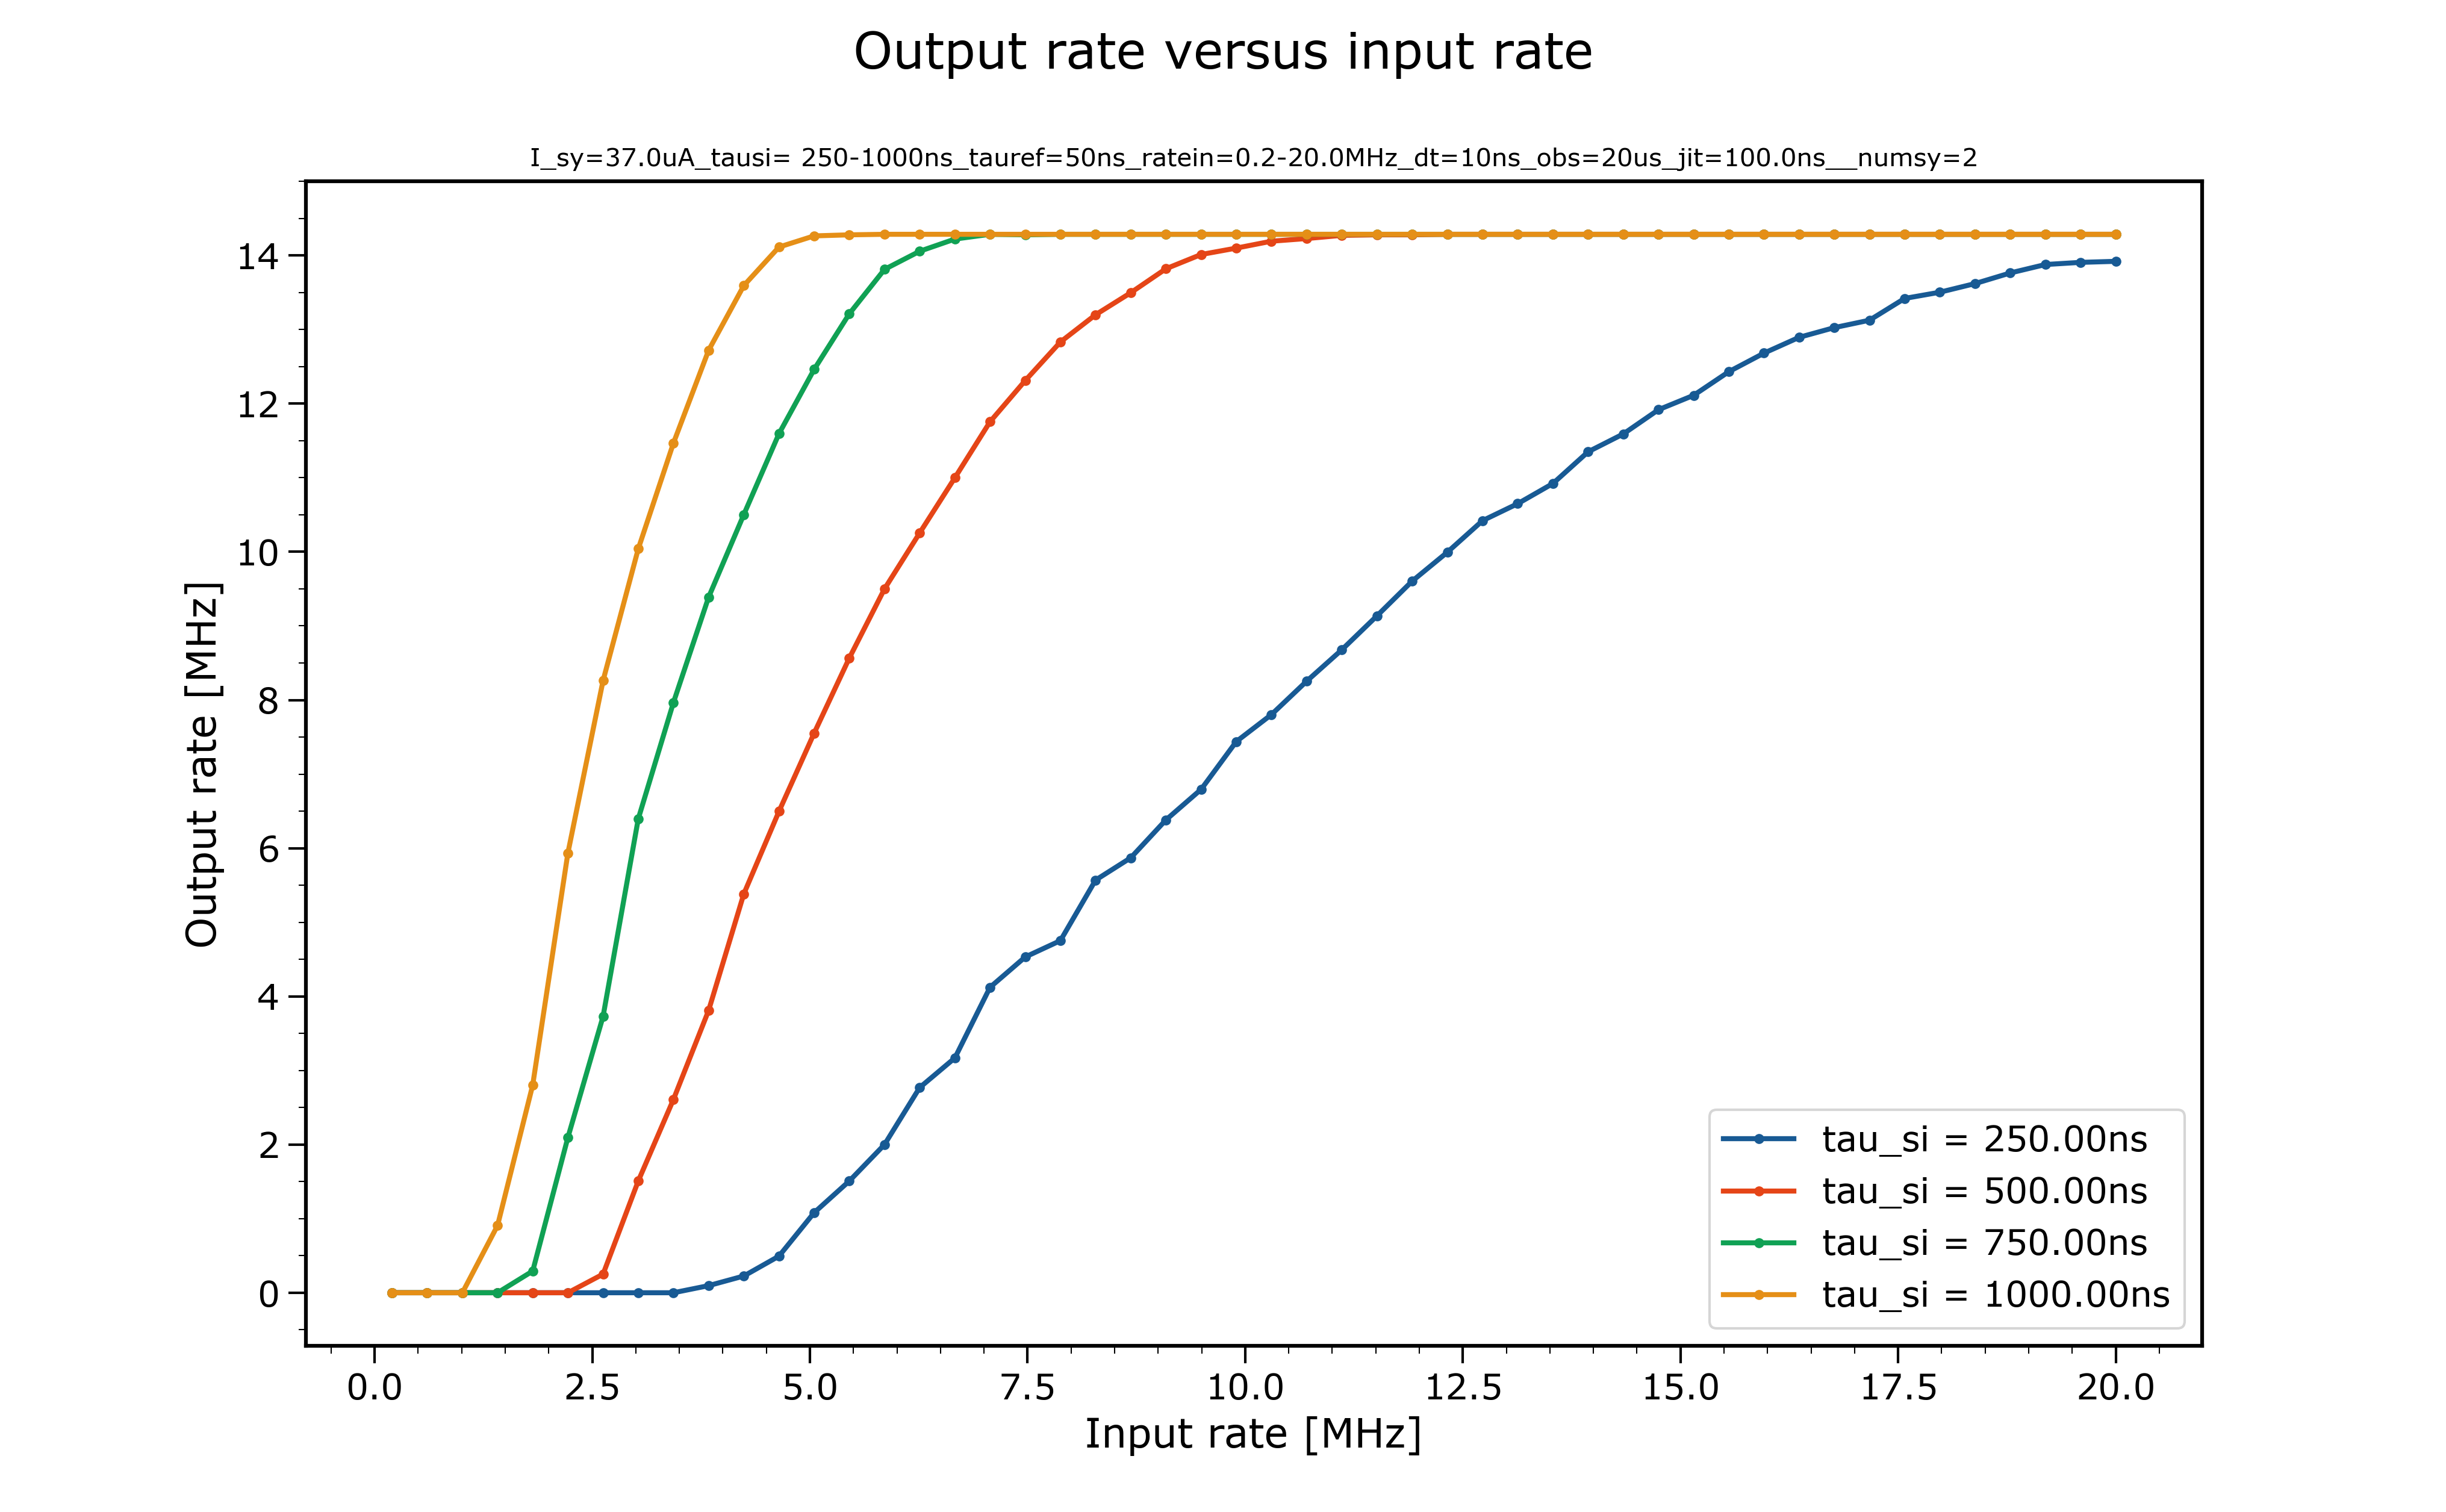 Output rate versus input rate
I_sy=37.0uA_tausi= 250-1000ns_tauref=50ns_ratein=0.2-20.0MHz_dt=10ns_obs=20us_jit=100.0ns__numsy=2
Output rate [MHz]
14
12
10
8
6
4
2
0
tau_si = 250.00ns
tau_si = 500.00ns
tau_si = 750.00ns
tau_si = 1000.00ns
0.0 2.5 5.0 7.5 10.0 12.5 15.0 17.5 20.0
Input rate [MHz]